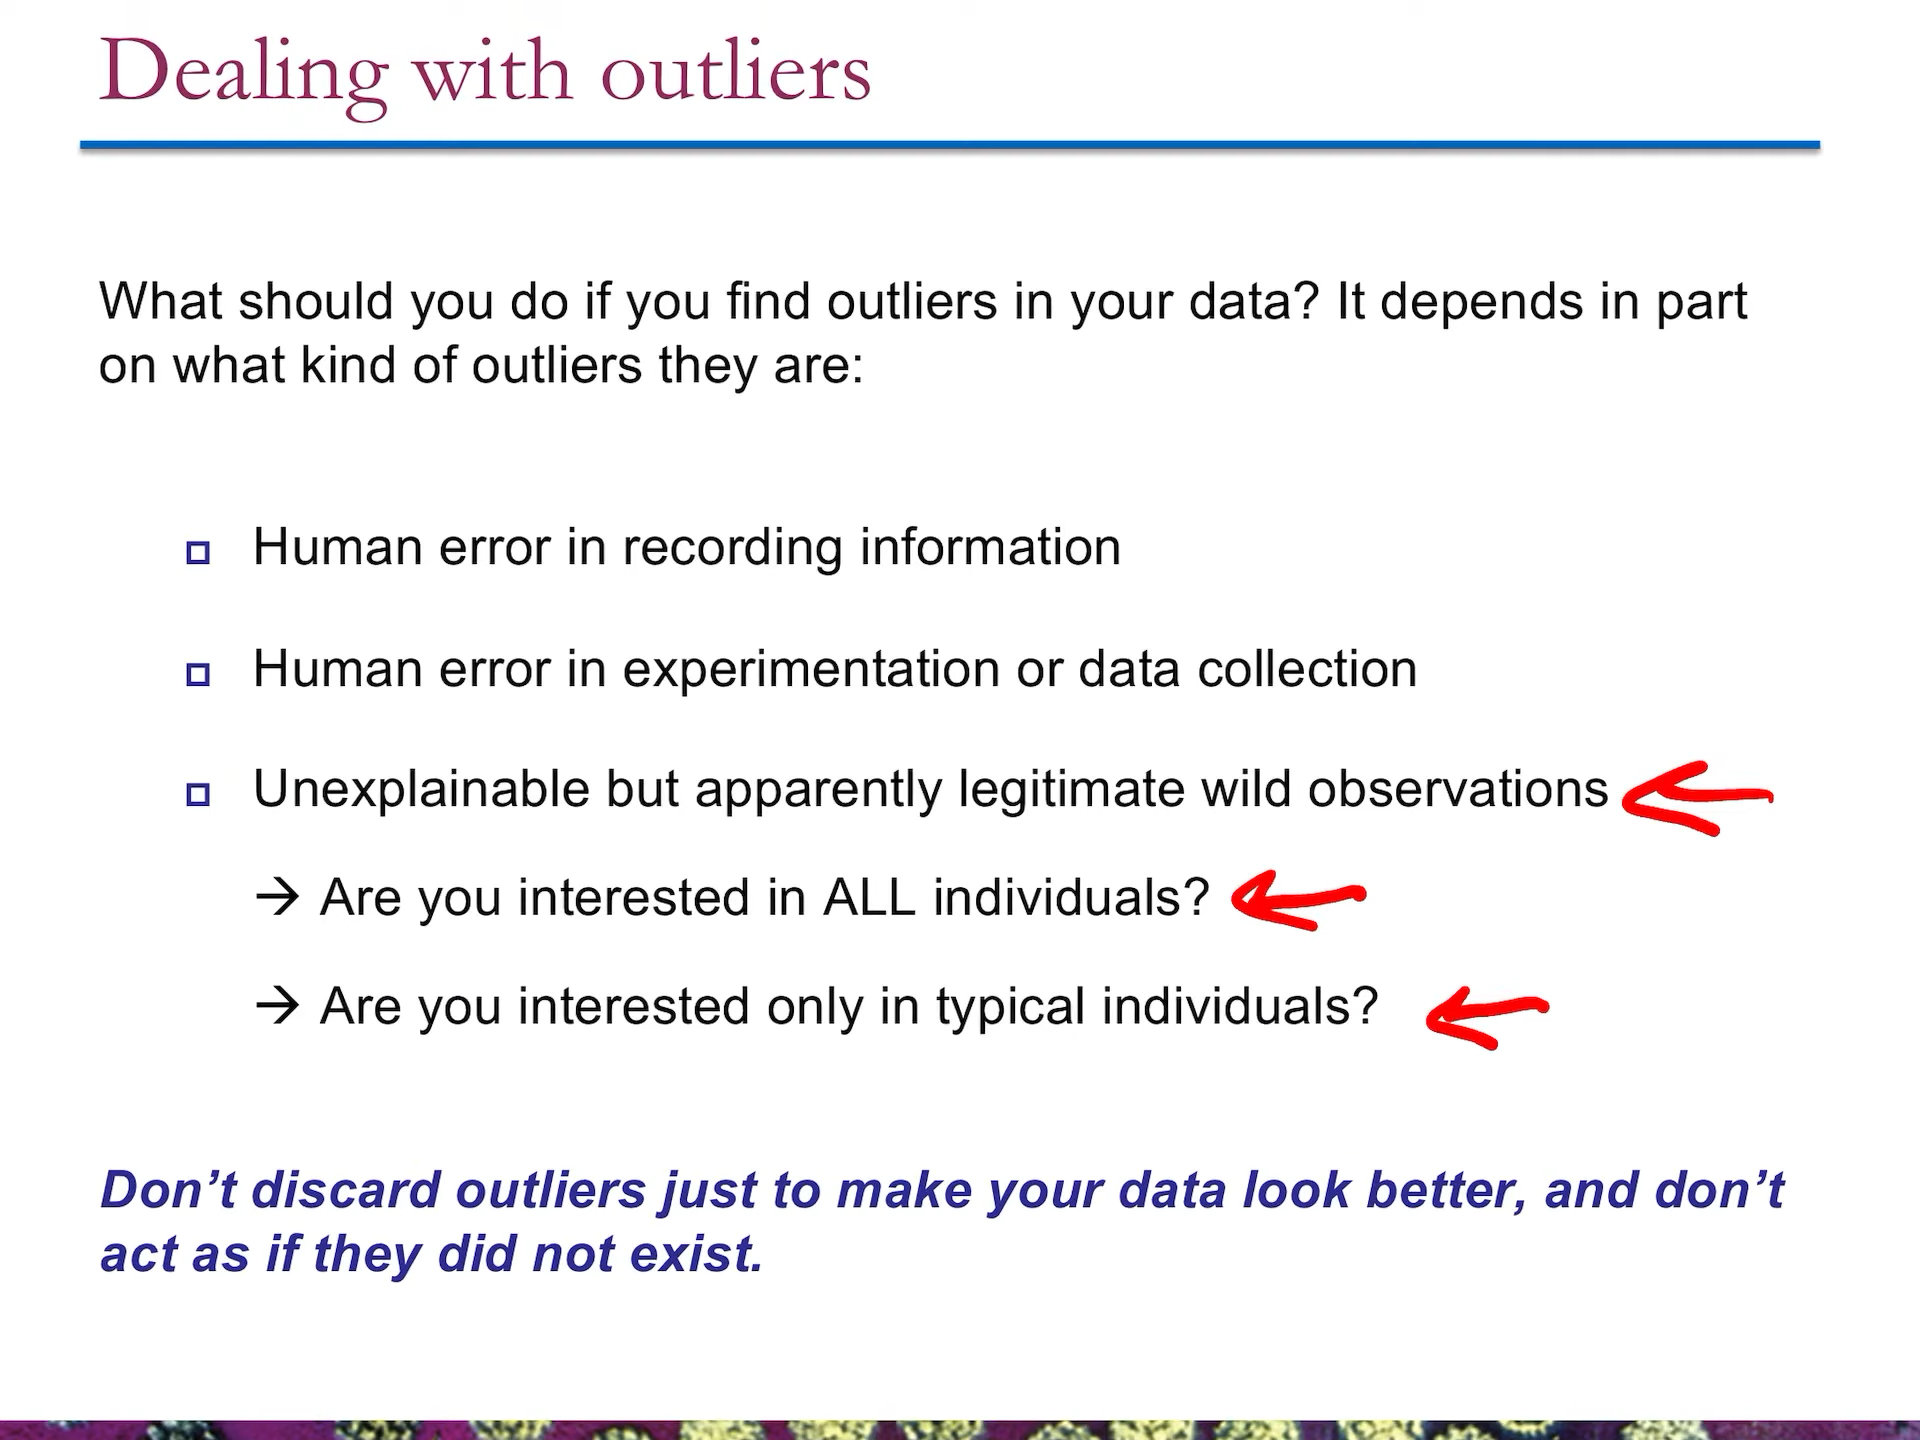 Dealing with outliers
What should you do if you find outliers in your data? It depends in part
on what kind of outliers they are:
Human error in recording information
Human error in experimentation or data collection
Unexplainable but apparently legitimate wild observations
→ Are you interested in ALL individuals?
→ Are you interested only in typical individuals?
Don’t discard outliers just to make your data look better, and don’t
act as if they did not exist.